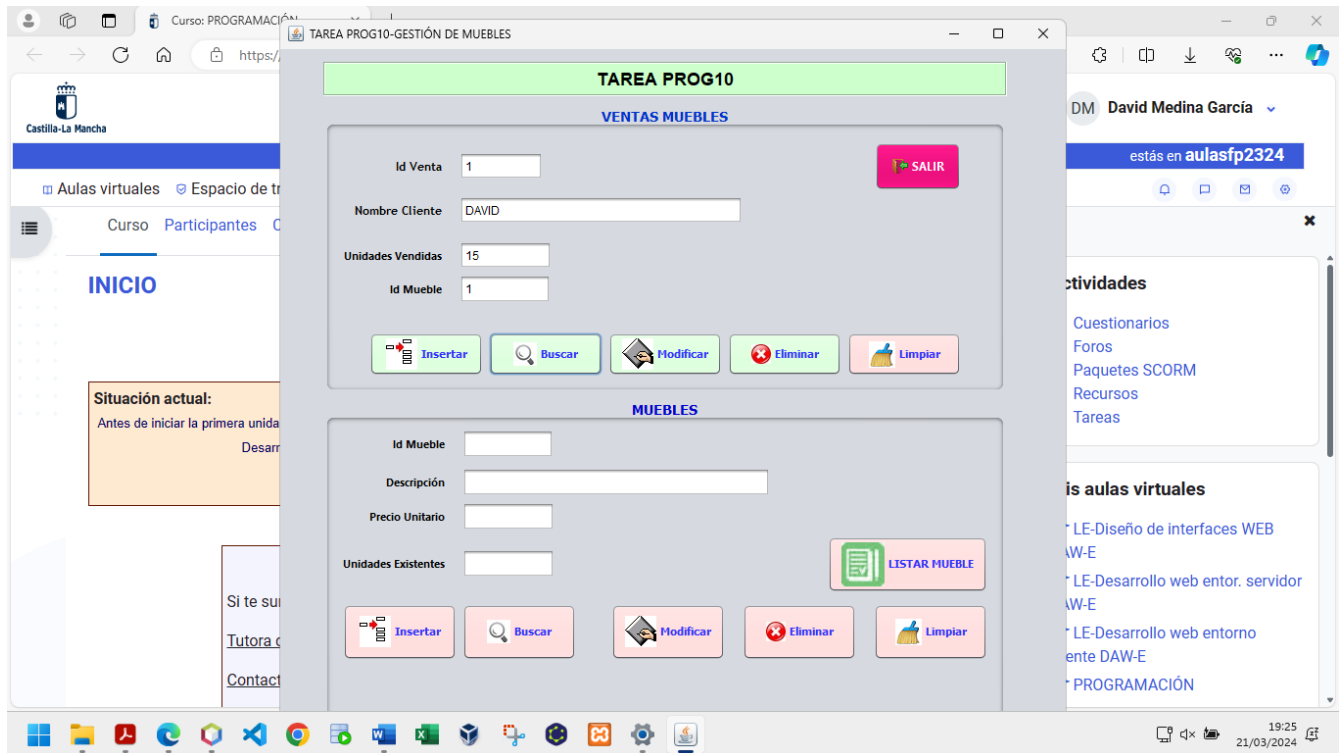 Curso: PROGRAMACIÓN
TAREA PROG10-GESTIÓN DE MUEBLES
https:/
Castilla-La Mancha
DM David Medina García
estás en aulasfp2324
Aulas virtuales Espacio de tr
Curso Participantes C
INICIO
Situación actual:
Antes de iniciar la primera unida
Desarr
Si te sur
Tutora d
Contact
TAREA PROG10
VENTAS MUEBLES
Id Venta 1
SALIR
Nombre Cliente DAVID
Unidades Vendidas 15
Id Mueble 1
Insertar Buscar Modificar Eliminar Limpiar
MUEBLES
Id Mueble
Descripción
Precio Unitario
Unidades Existentes
LISTAR MUEBLE
Insertar Buscar Modificar Eliminar Limpiar
ctividades
Cuestionarios
Foros
Paquetes SCORM
Recursos
Tareas
is aulas virtuales
LE-Diseño de interfaces WEB
AW-E
LE-Desarrollo web entor. servidor
AW-E
LE-Desarrollo web entorno
ente DAW-E
PROGRAMACIÓN
19:25
21/03/2024